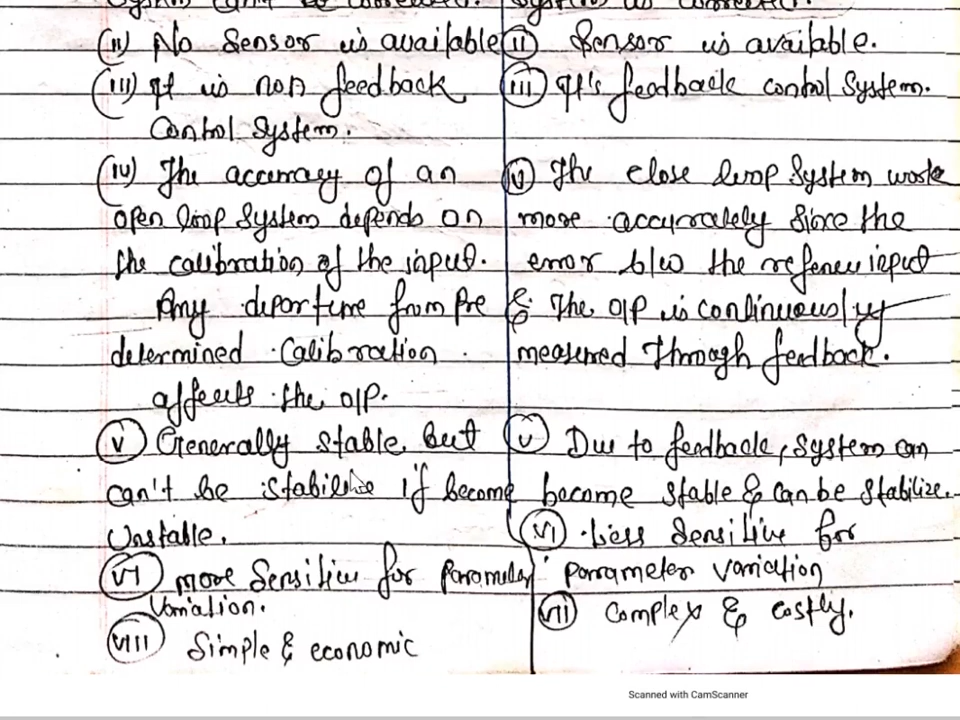 (ii) No Sensor is available
(iii) It is non feedback
Control System.
(iv) The accuracy of an
open loop System depends on
the calibration of the input.
Any departure from Pre
determined Calibration
affects the O/P.
(v) Generally stable but
can't be stabilize if become
Unstable.
(vi) more Sensitive for Parameter
Variation.
(viii) Simple & economic
(ii) Sensor is available.
(iii) It's feedback control System.
The close loop System work
more accurately Since the
error b/w the input
& The O/P is continuously
measured Through feedback.
(v) Due to feedback, System can
become stable & can be Stabilize.
(vi) Less Sensitive for
parameter variation
(vii) Complex & costly.
Scanned with CamScanner